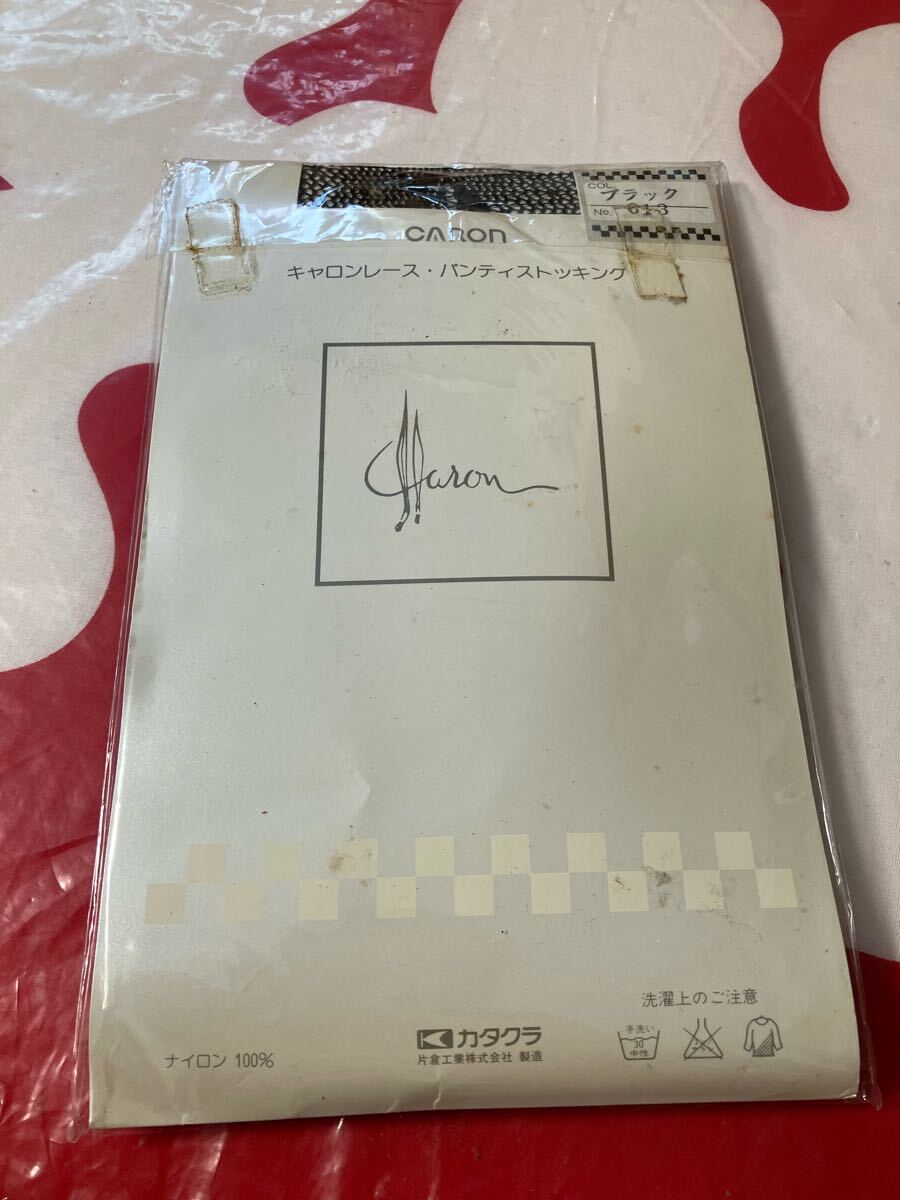 COL. ブラック
No. 613
CARON
キャロンレース・パンティストッキング
Caron
洗濯上のご注意
手洗い
30
中性
カタクラ
片倉工業株式会社 製造
ナイロン 100%